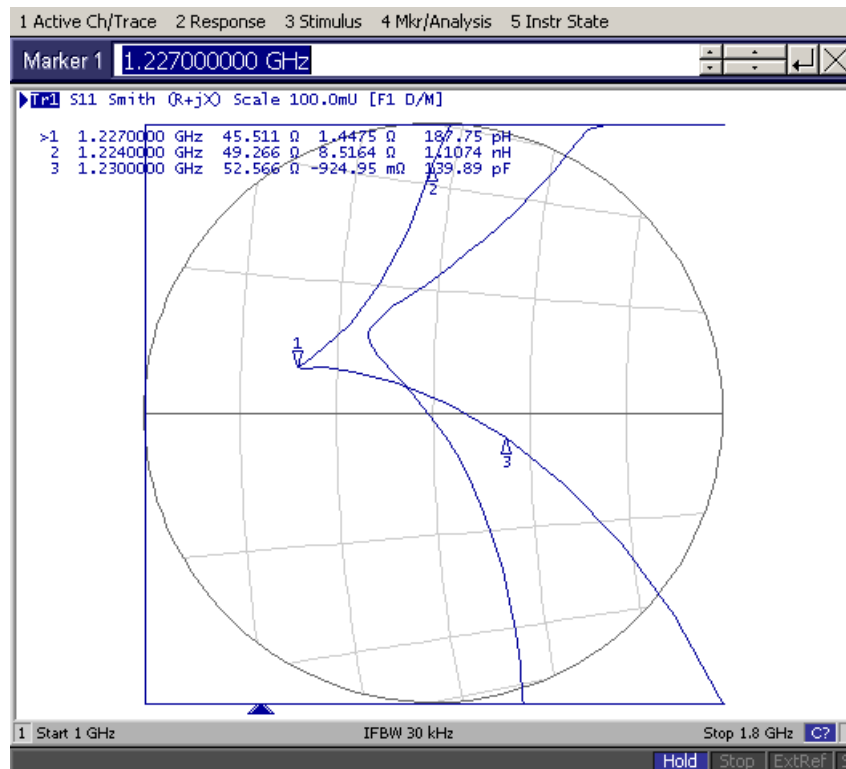 1 Active Ch/Trace 2 Response 3 Stimulus 4 Mkr/Analysis 5 Instr State
Marker 1 1.227000000 GHz
Tr1 S11 Smith (R+jX) Scale 100.0mU [F1 D/M]
>1 1.2270000 GHz 45.511 Ω 1.4475 Ω 187.75 pH
2 1.2240000 GHz 49.266 Ω 8.5164 Ω 1.1074 nH
3 1.2300000 GHz 52.566 Ω -924.95 mΩ 139.89 pF
2
1
3
1 Start 1 GHz IFBW 30 kHz Stop 1.8 GHz C?
Hold Stop ExtRef